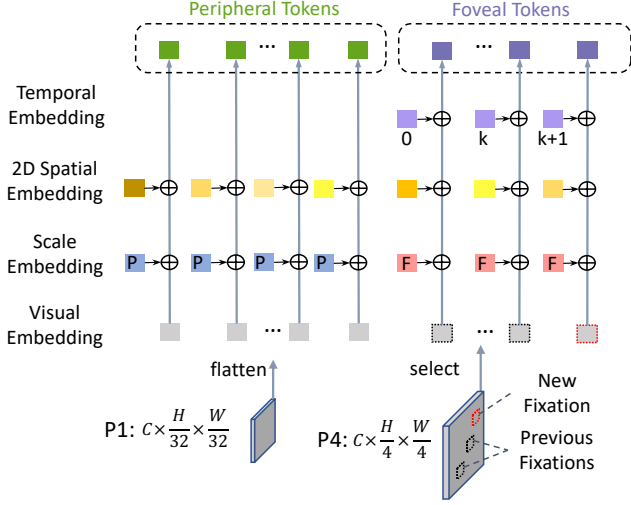 Peripheral Tokens
Foveal Tokens
...
...
Temporal
Embedding
0
k
k+1
2D Spatial
Embedding
Scale
Embedding
P
P
P
P
F
F
F
Visual
Embedding
...
...
flatten
select
P1: C × H/32 × W/32
P4: C × H/4 × W/4
New
Fixation
Previous
Fixations